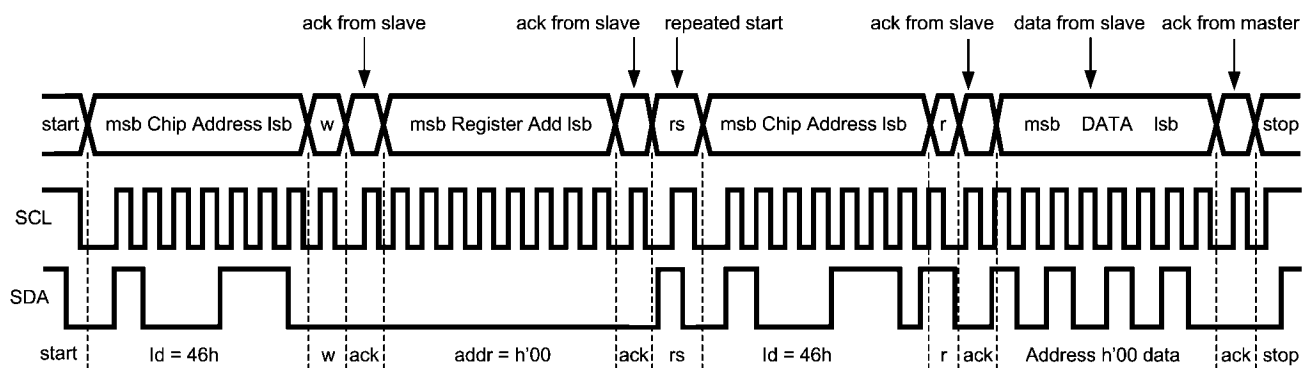 ack from slave ack from slave repeated start ack from slave data from slave ack from master
start msb Chip Address lsb w msb Register Add lsb rs msb Chip Address lsb r msb DATA lsb stop
SCL
SDA
start Id = 46h w ack addr = h'00 ack rs Id = 46h r ack Address h'00 data ack stop